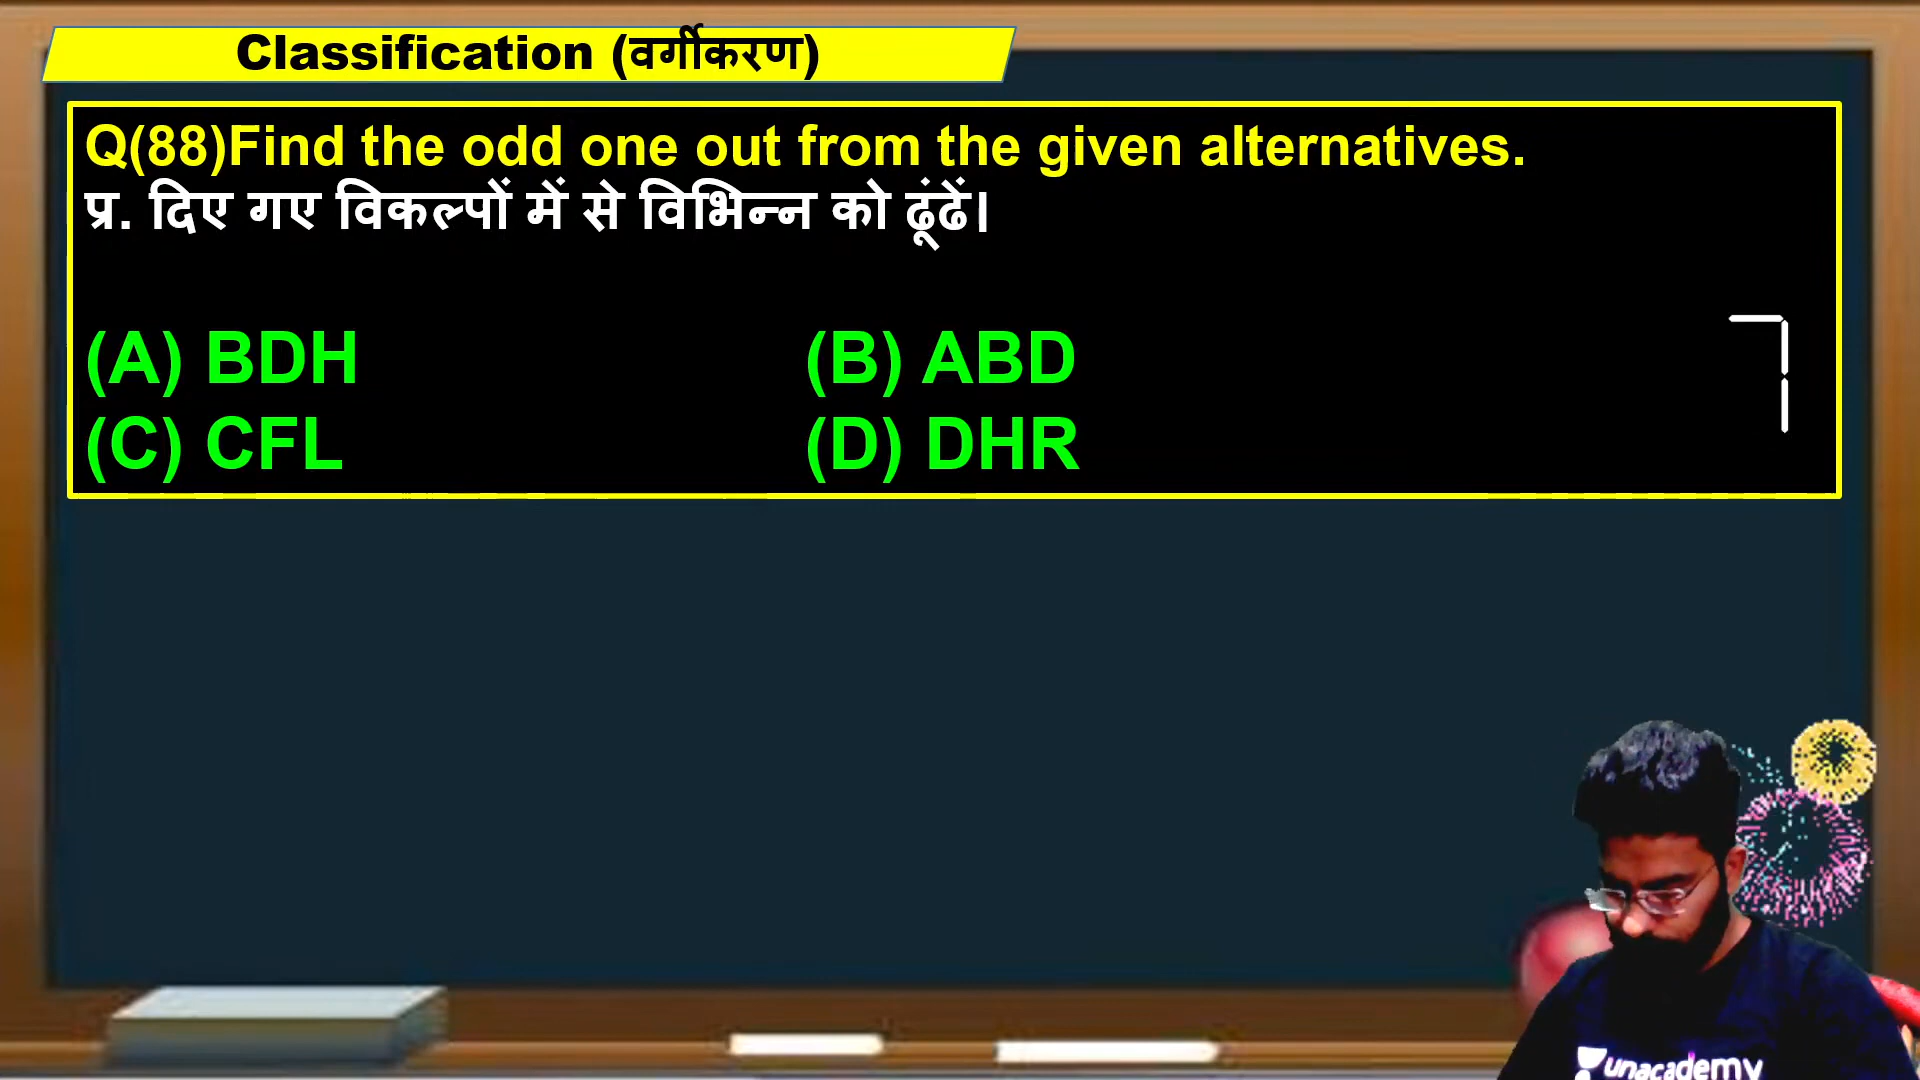 Classification (वर्गीकरण)
Q(88)Find the odd one out from the given alternatives.
प्र. दिए गए विकल्पों में से विभिन्न को ढूंढें।
(A) BDH (B) ABD
(C) CFL (D) DHR
7
unacademy